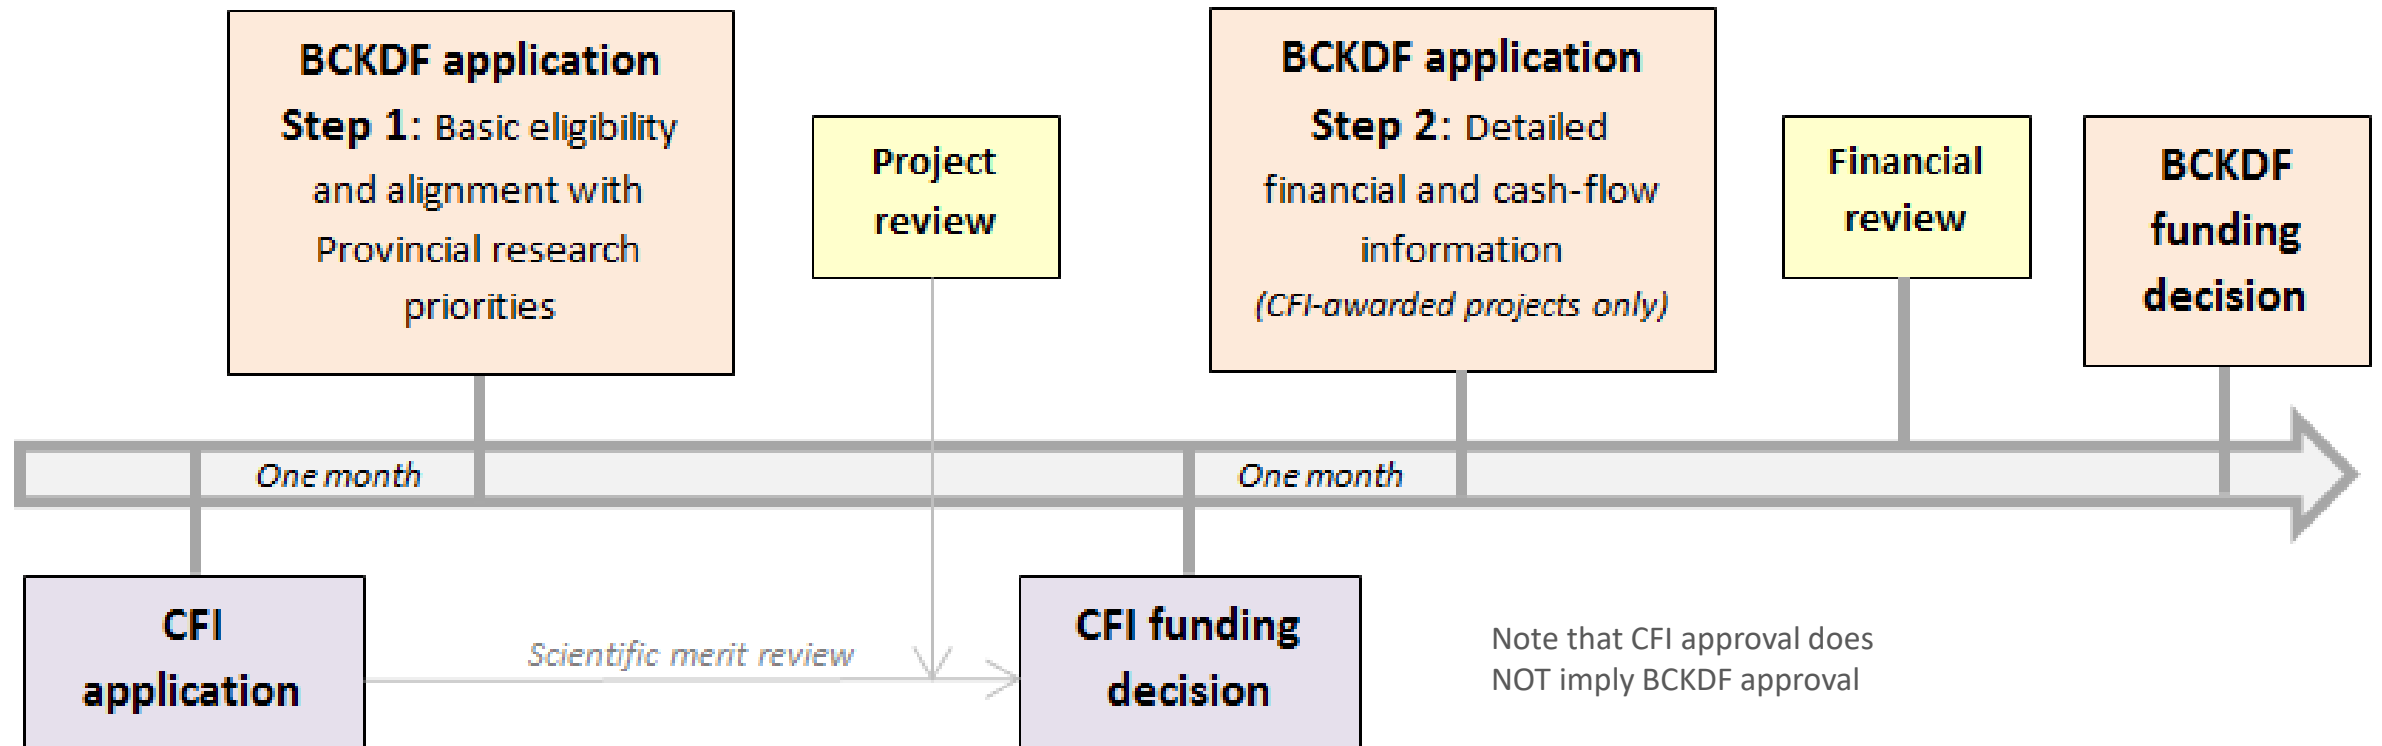 BCKDF application
Step 1: Basic eligibility
and alignment with
Provincial research
priorities
Project
review
BCKDF application
Step 2: Detailed
financial and cash-flow
information
(CFI-awarded projects only)
Financial
review
BCKDF
funding
decision
One month
One month
CFI
application
Scientific merit review
CFI funding
decision
Note that CFI approval does
NOT imply BCKDF approval